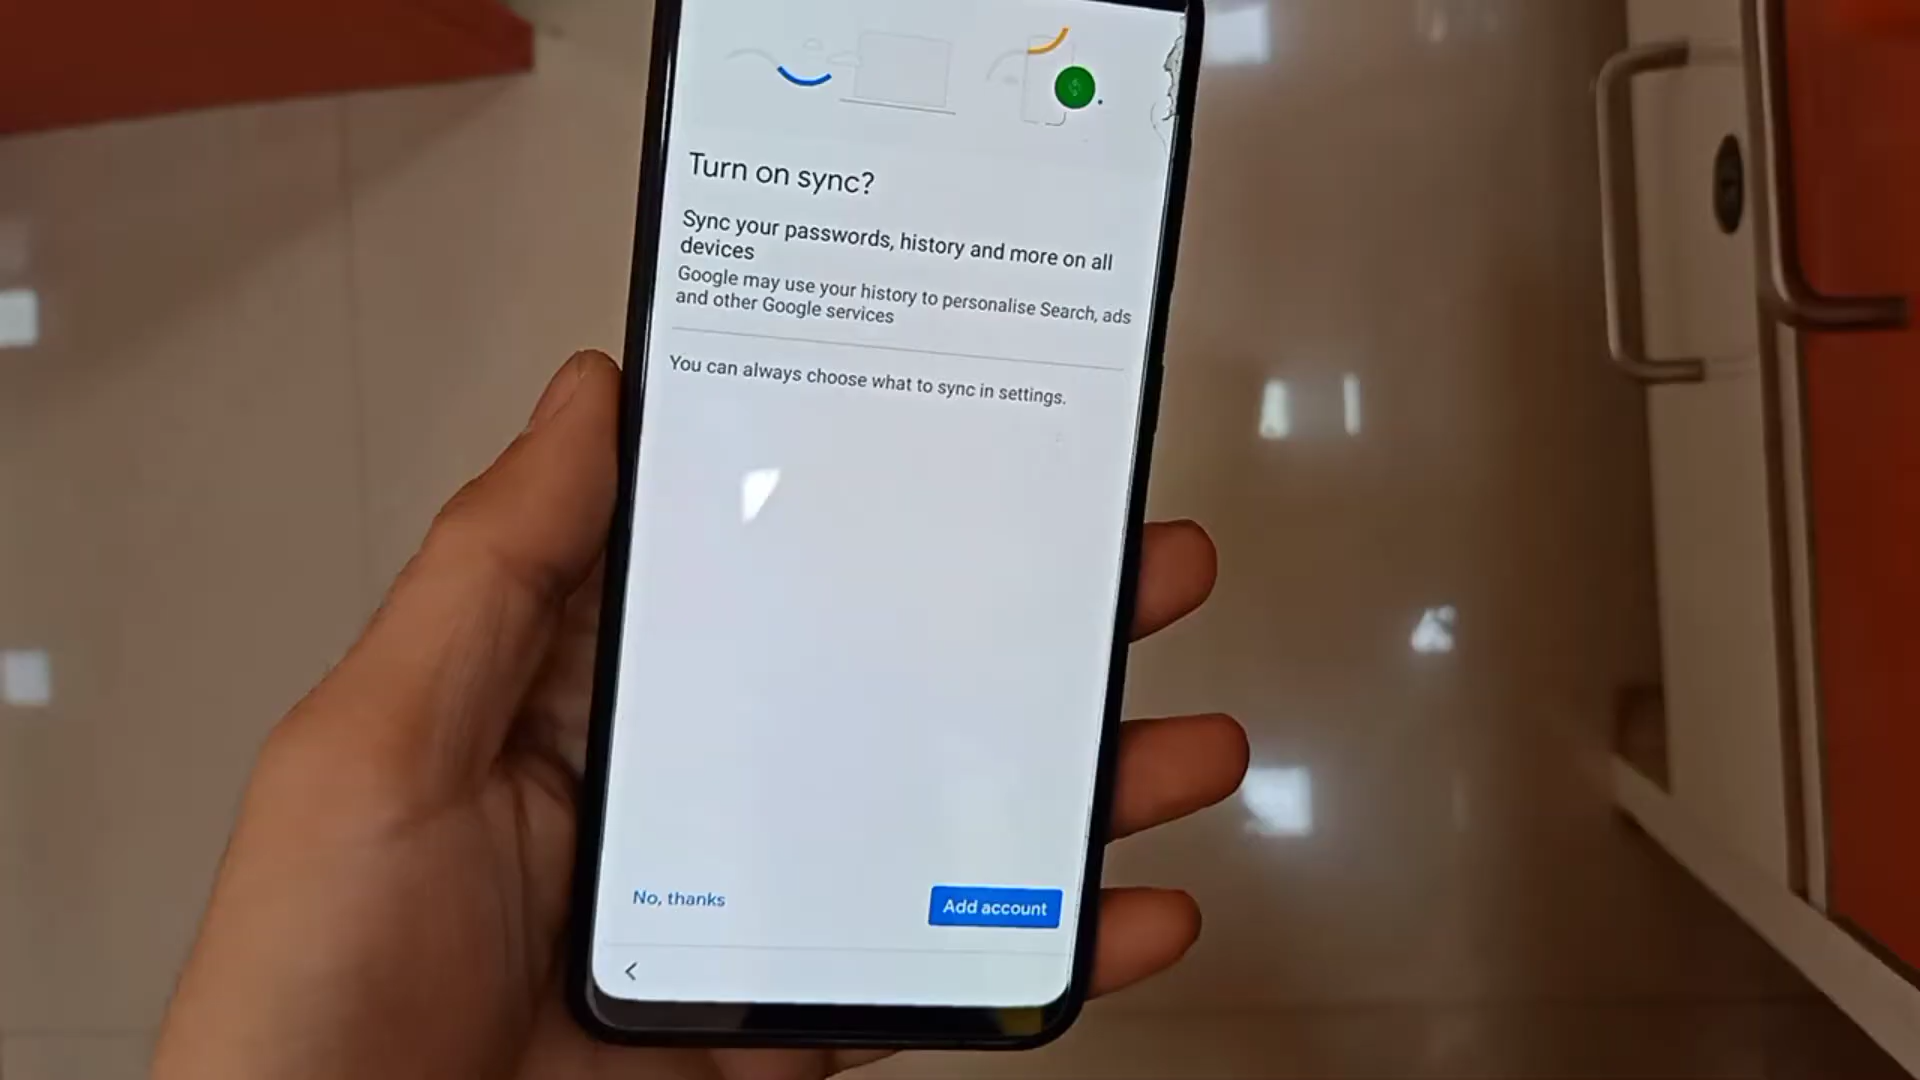 Turn on sync?
Sync your passwords, history and more on all
devices
Google may use your history to personalise Search, ads
and other Google services
You can always choose what to sync in settings.
No, thanks
Add account